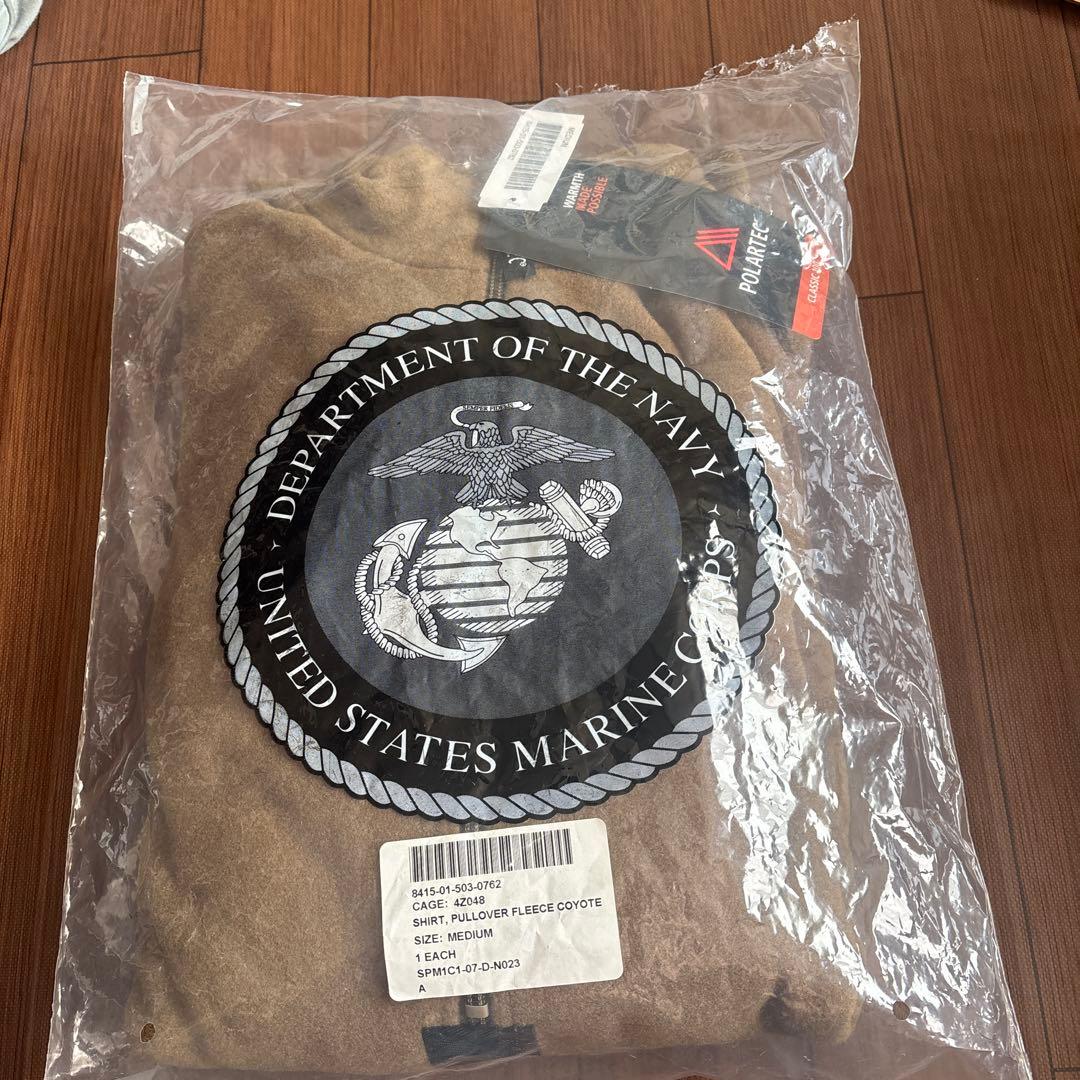 MEDIUM
WARMTH
MADE
POSSIBLE
POLARTEC
SEMPER FIDELIS
DEPARTMENT OF THE NAVY
UNITED STATES MARINE CORPS
8415-01-503-0762
CAGE: 4Z048
SHIRT, PULLOVER FLEECE COYOTE
SIZE: MEDIUM
1 EACH
SPM1C1-07-D-N023
A